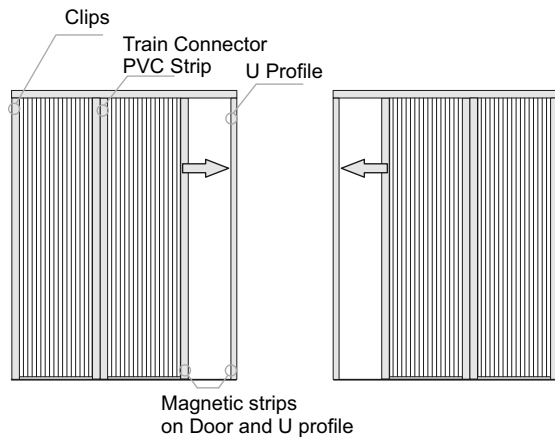 Clips
Train Connector
PVC Strip
U Profile
Magnetic strips
on Door and U profile